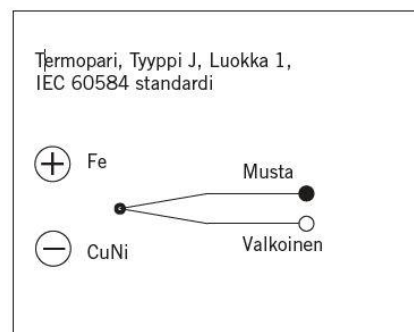 Termopari, Tyyppi J, Luokka 1,
IEC 60584 standardi
+ Fe
Musta
- CuNi
Valkoinen